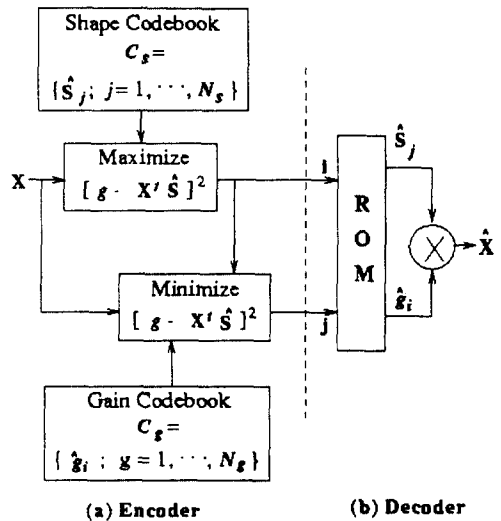 Shape Codebook
C_s =
{ Ŝ_j ; j = 1, ···, N_s }
X
Maximize
[ g - X^t Ŝ ]²
i
Ŝ_j
R
O
M
X
X̂
Minimize
[ g - X^t Ŝ ]²
j
ĝ_i
Gain Codebook
C_g =
{ ĝ_i ; g = 1, ···, N_g }
(a) Encoder
(b) Decoder